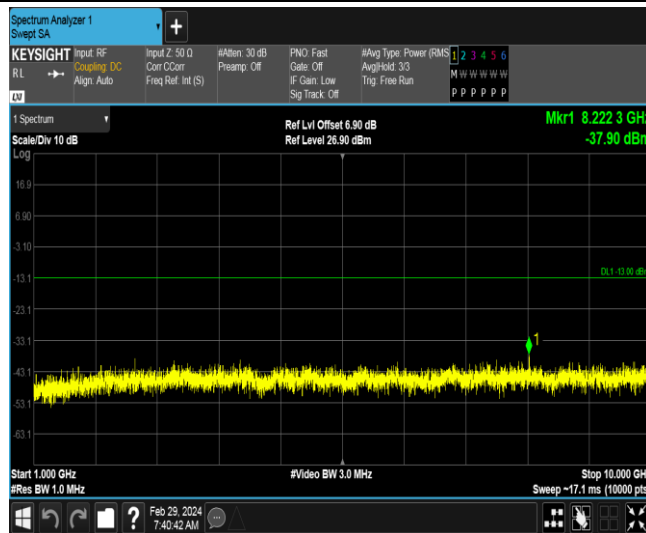 Spectrum Analyzer 1
Swept SA
+
KEYSIGHT
RL
LXI
Input: RF
Coupling: DC
Align: Auto
Input Z: 50 Ω
Corr CCorr
Freq Ref: Int (S)
#Atten: 30 dB
Preamp: Off
PNO: Fast
Gate: Off
IF Gain: Low
Sig Track: Off
#Avg Type: Power (RMS
Avg|Hold: 3/3
Trig: Free Run
1 2 3 4 5 6
M W W W W W
P P P P P P
1 Spectrum
Scale/Div 10 dB
Log
Ref Lvl Offset 6.90 dB
Ref Level 26.90 dBm
Mkr1 8.222 3 GHz
-37.90 dBm
16.9
6.90
-3.10
-13.1
DL1 -13.00 dBm
-23.1
-33.1
1
-43.1
-53.1
-63.1
Start 1.000 GHz
#Video BW 3.0 MHz
Stop 10.000 GHz
#Res BW 1.0 MHz
Sweep ~17.1 ms (10000 pts)
?
Feb 29, 2024
7:40:42 AM